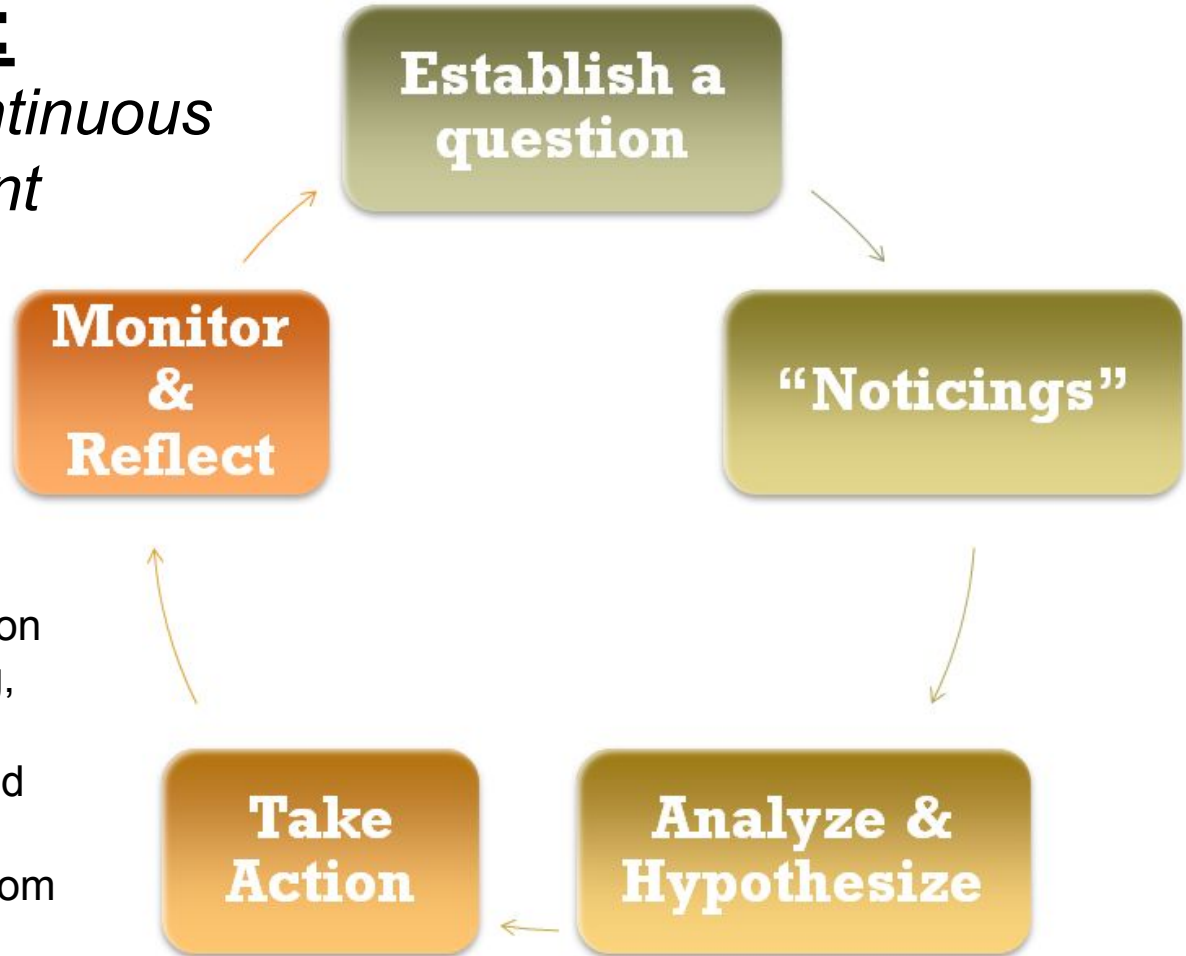 :
ntinuous
nt
on
,
d
om
Establish a
question
“Noticings”
Analyze &
Hypothesize
Take
Action
Monitor
&
Reflect